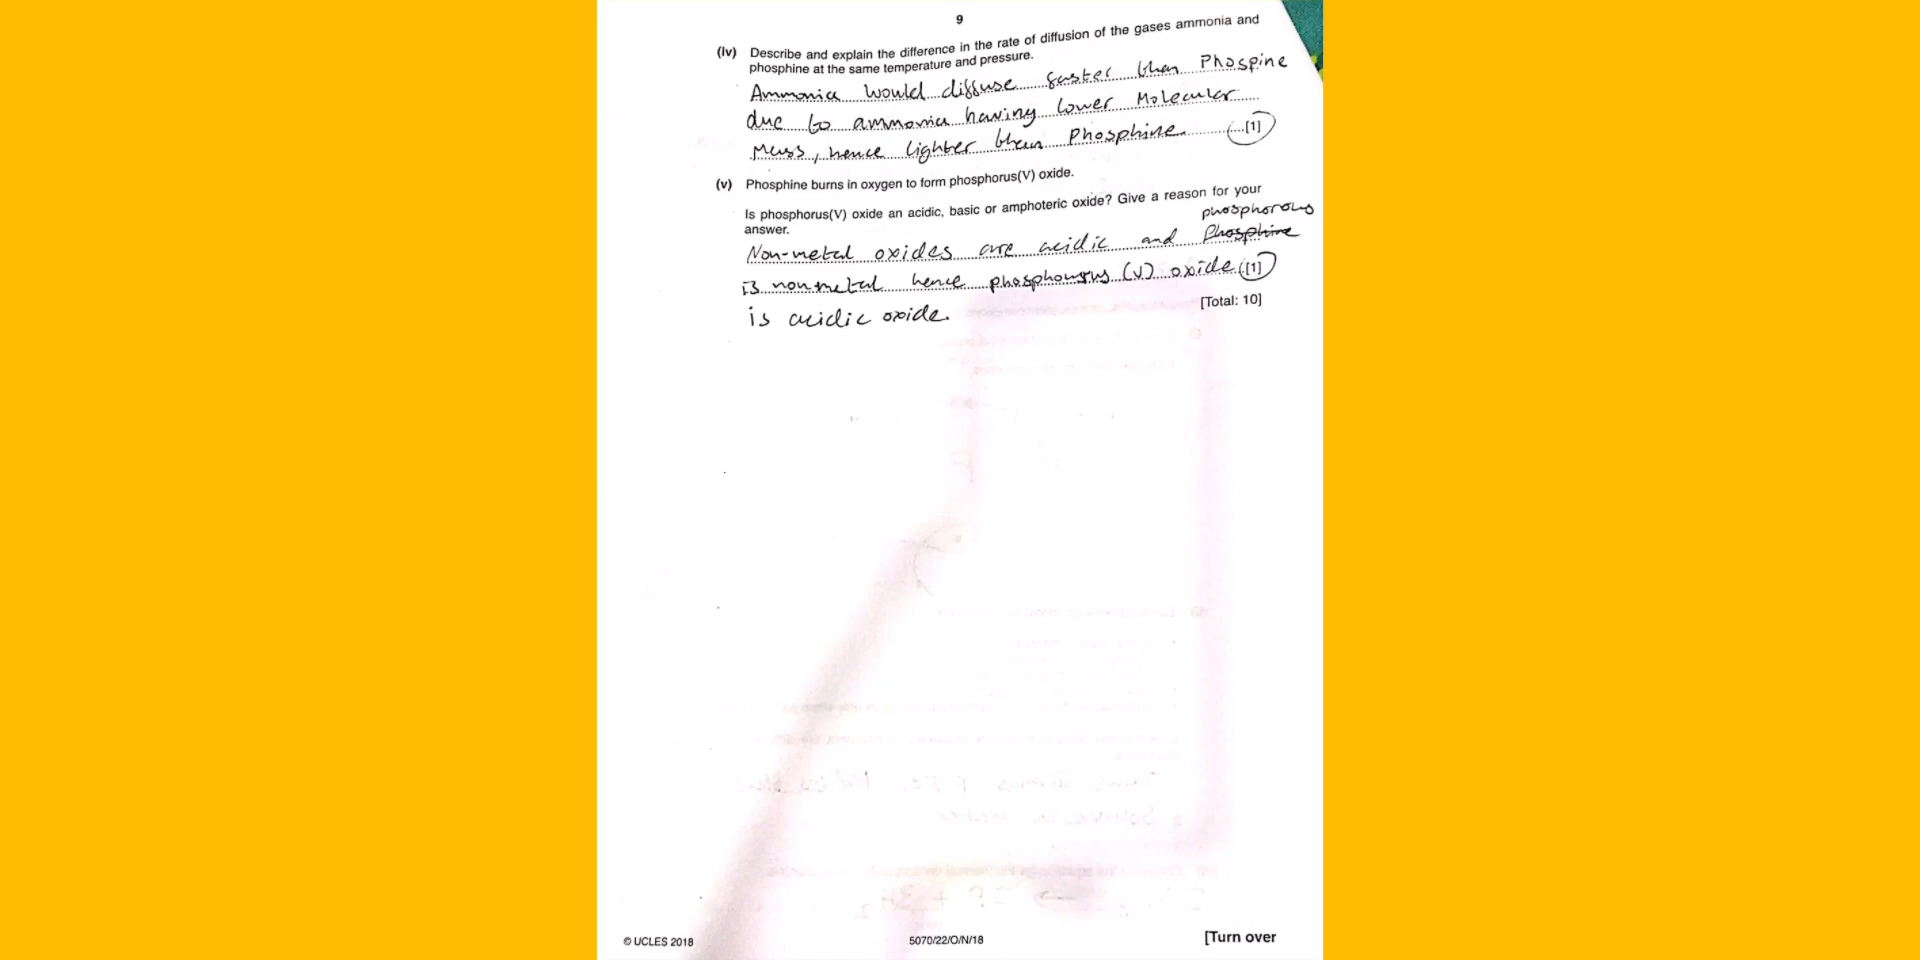 9
(iv) Describe and explain the difference in the rate of diffusion of the gases ammonia and
phosphine at the same temperature and pressure.
Ammonia would diffuse faster then Phospine
due to ammonia having lower Molecular
Mass, hence lighter then Phosphine. [1]
(v) Phosphine burns in oxygen to form phosphorus(V) oxide.
Is phosphorus(V) oxide an acidic, basic or amphoteric oxide? Give a reason for your
answer.
phosphorous
Non-metal oxides are acidic and Phosphine
is nonmetal hence phosphorous (V) oxide [1]
is acidic oxide.
[Total: 10]
© UCLES 2018
5070/22/O/N/18
[Turn over